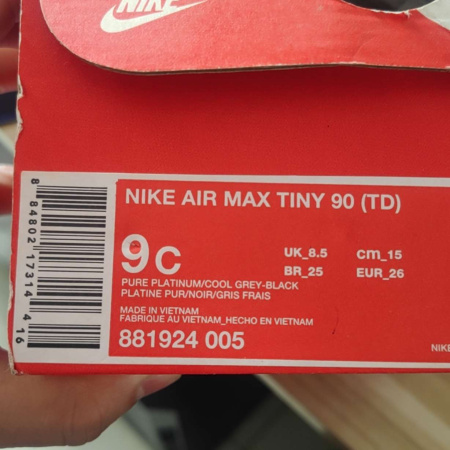 NIKE
NIKE AIR MAX TINY 90 (TD)
9C
UK_8.5
cm_15
BR_25
EUR_26
PURE PLATINUM/COOL GREY-BLACK
PLATINE PUR/NOIR/GRIS FRAIS
MADE IN VIETNAM
FABRIQUE AU VIETNAM_HECHO EN VIETNAM
881924 005
NIKE
8 84802 17314 4 16